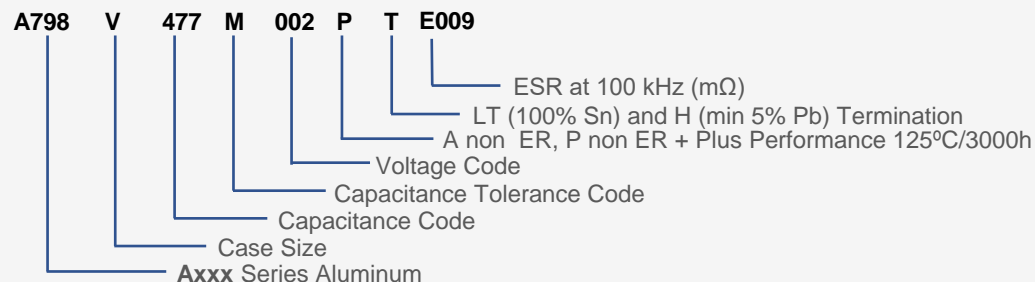 A798 V 477 M 002 P T E009
ESR at 100 kHz (mΩ)
LT (100% Sn) and H (min 5% Pb) Termination
A non ER, P non ER + Plus Performance 125ºC/3000h
Voltage Code
Capacitance Tolerance Code
Capacitance Code
Case Size
Axxx Series Aluminum